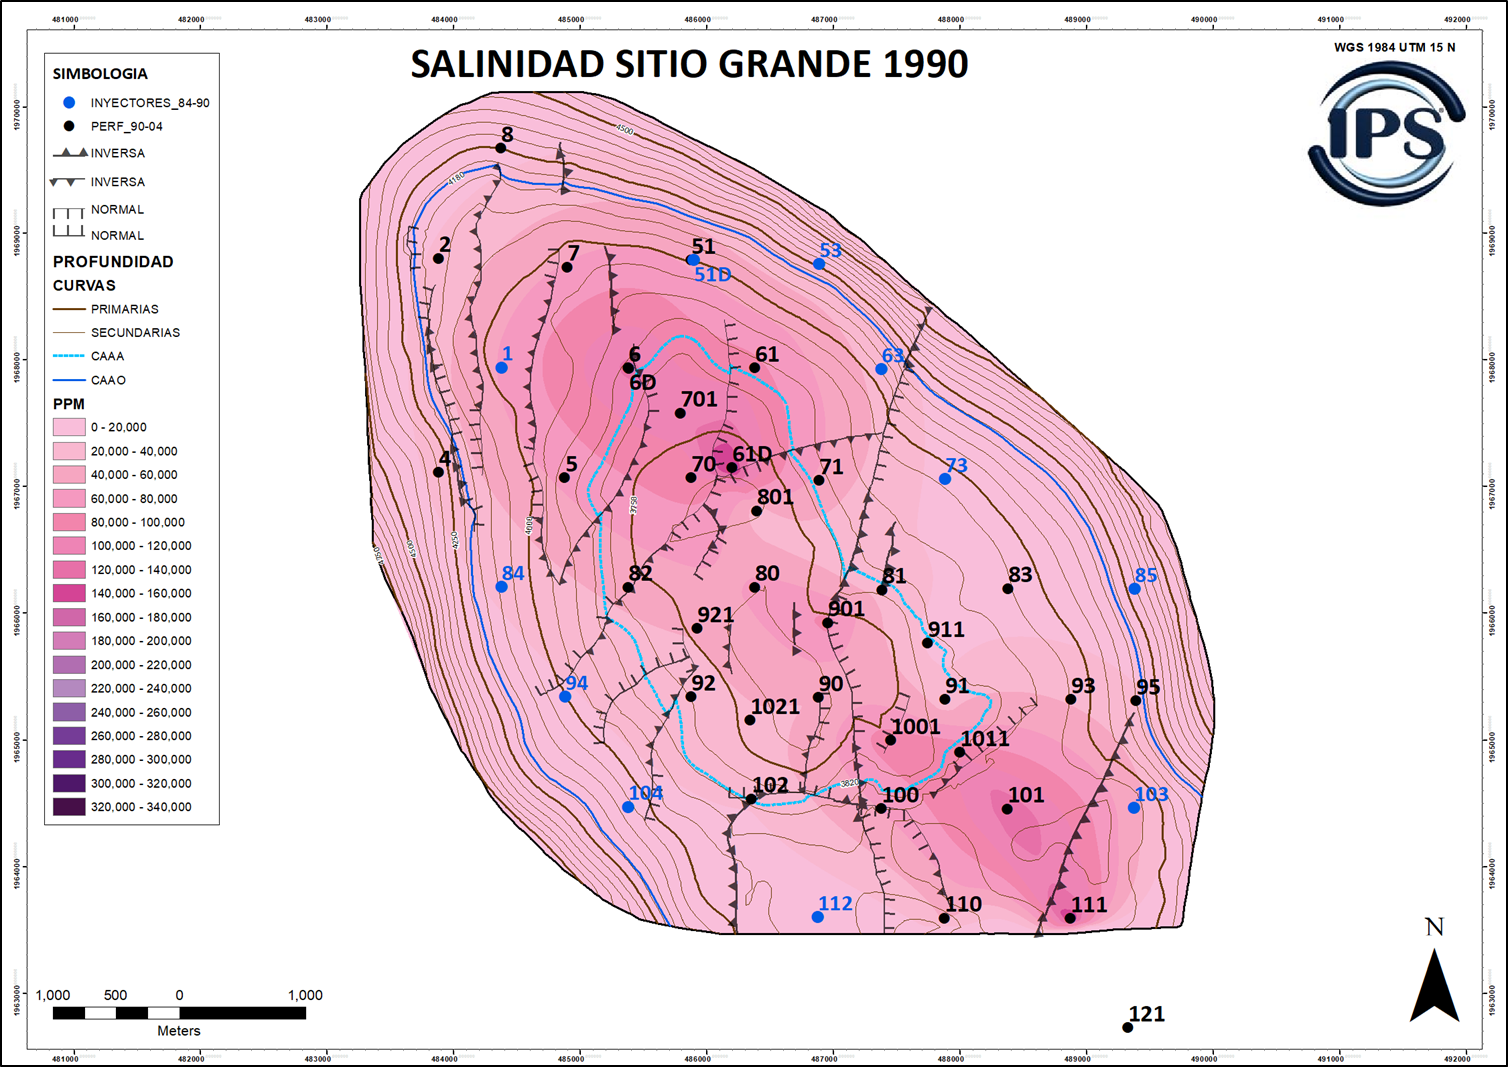 481000 482000 483000 484000 485000 486000 487000 488000 489000 490000 491000 492000
SALINIDAD SITIO GRANDE 1990
WGS 1984 UTM 15 N
IPS
SIMBOLOGIA
INYECTORES_84-90
PERF_90-04
INVERSA
INVERSA
NORMAL
NORMAL
PROFUNDIDAD
CURVAS
PRIMARIAS
SECUNDARIAS
CAAA
CAAO
PPM
0 - 20,000
20,000 - 40,000
40,000 - 60,000
60,000 - 80,000
80,000 - 100,000
100,000 - 120,000
120,000 - 140,000
140,000 - 160,000
160,000 - 180,000
180,000 - 200,000
200,000 - 220,000
220,000 - 240,000
240,000 - 260,000
260,000 - 280,000
280,000 - 300,000
300,000 - 320,000
320,000 - 340,000
4500
8
4180
2
7
51
51D
53
1
6
6D
61
63
701
4
5
70
61D
71
73
801
3750
4000
4250
4500
84
82
80
81
83
85
921
901
911
94
92
90
91
93
95
1021
1001
1011
3820
104
102
100
101
103
112
110
111
121
N
1,000 500 0 1,000
Meters
1970000
1969000
1968000
1967000
1966000
1965000
1964000
1963000
1970000
1969000
1968000
1967000
1966000
1965000
1964000
1963000
481000 482000 483000 484000 485000 486000 487000 488000 489000 490000 491000 492000